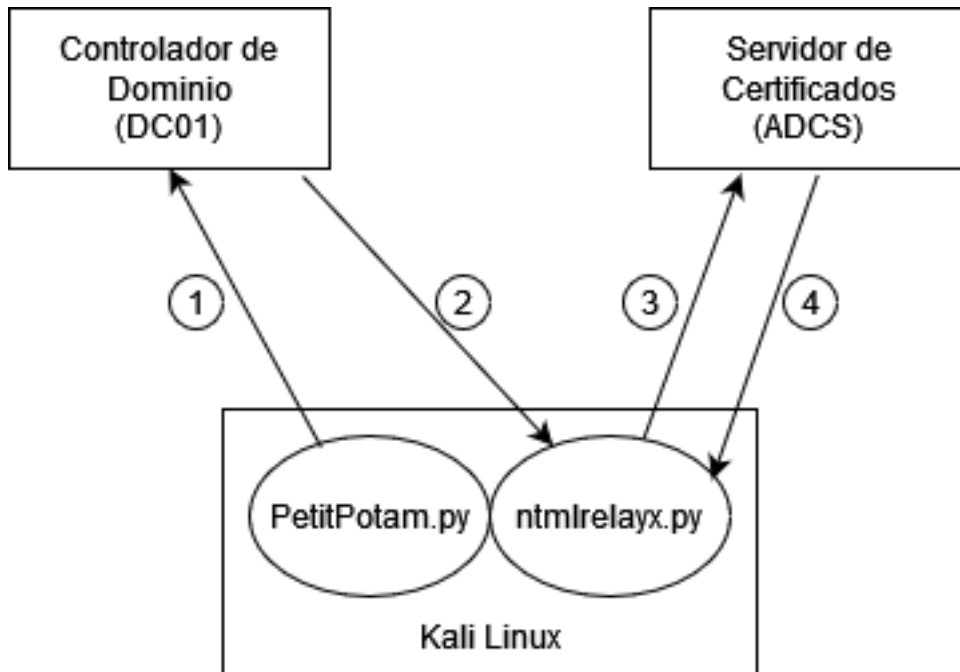 Controlador de
Dominio
(DC01)
Servidor de
Certificados
(ADCS)
1
2
3
4
PetitPotam.py
ntmlrelayx.py
Kali Linux